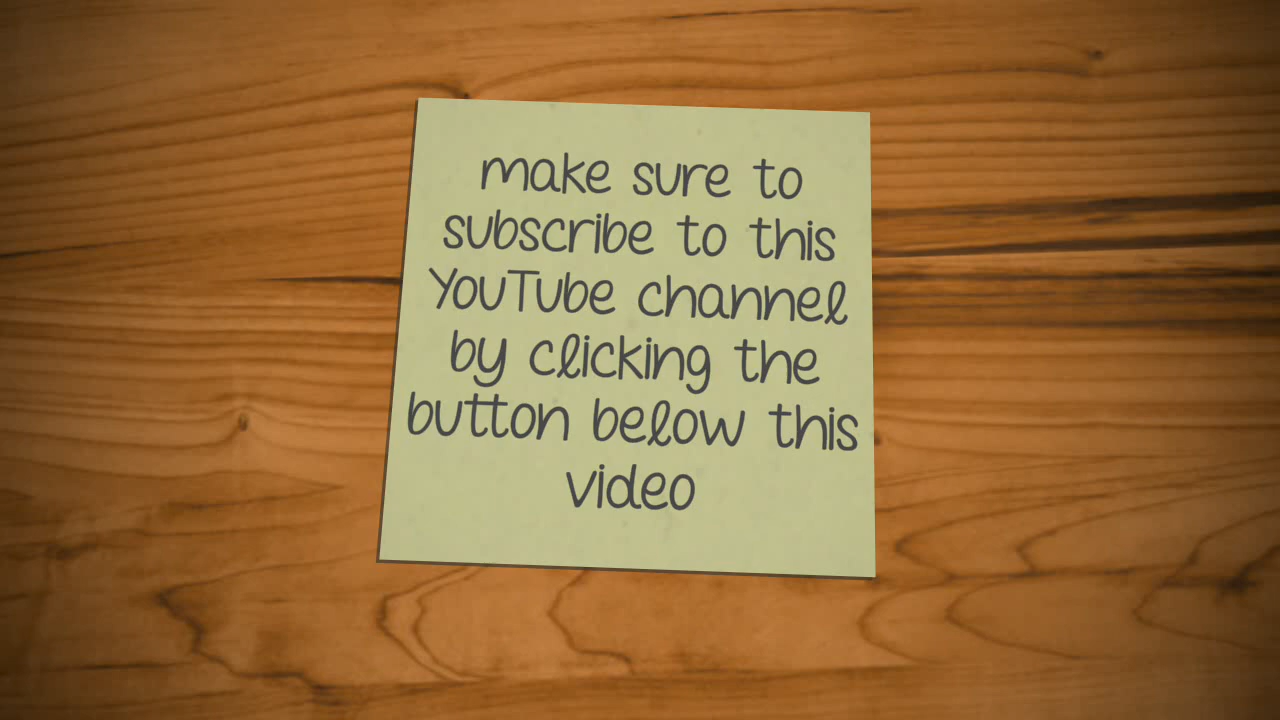 make sure to
subscribe to this
YouTube channel
by clicking the
button below this
video